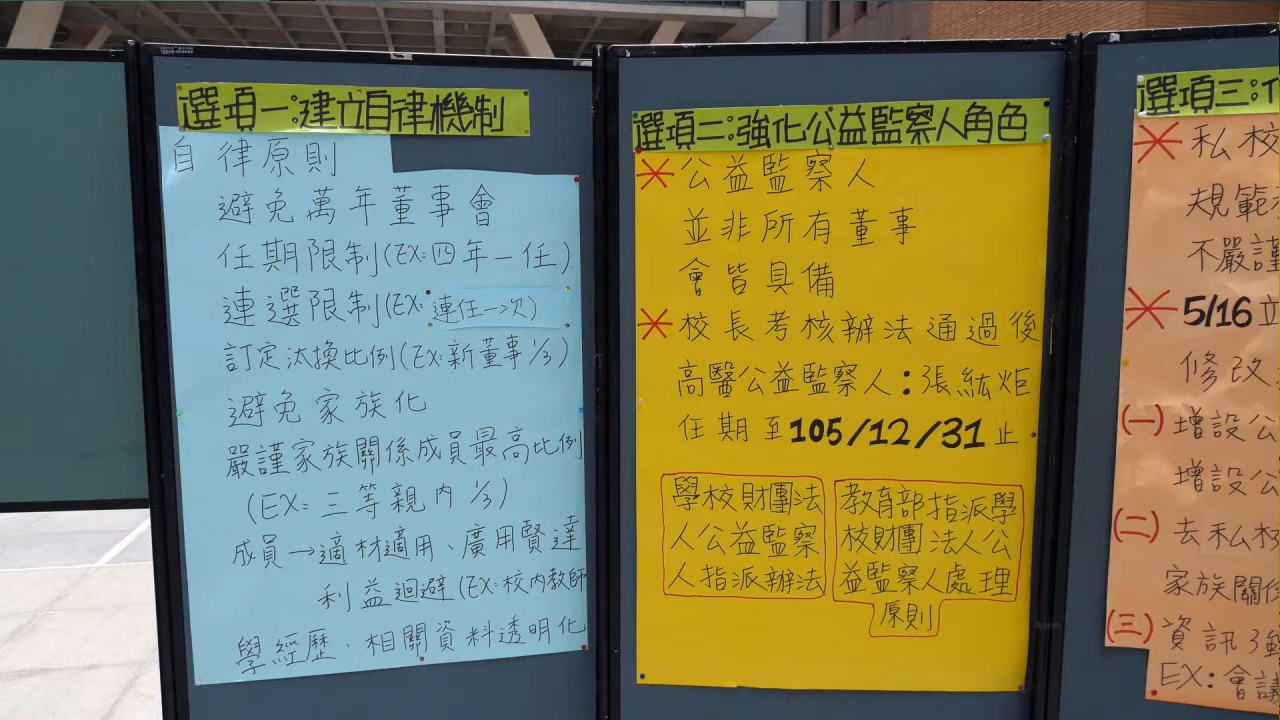 選項一:建立自律機制
自律原則
避免萬年董事會
任期限制(EX:四年一任)
連選限制(EX:連任一次)
訂定汰換比例(EX:新董事1/3)
避免家族化
嚴謹家族關係成員最高比例
(EX:三等親內1/3)
成員→適材適用、廣用賢達
利益迴避(EX:校內教師
學經歷、相關資料透明化
選項二:強化公益監察人角色
*公益監察人
並非所有董事
會皆具備
*校長考核辦法通過後
高醫公益監察人:張紘炬
任期至105/12/31止
學校財團法
人公益監察
人指派辦法
教育部指派學
校財團法人公
益監察人處理
原則
選項三:
*私校
規範
不嚴謹
*5/16立
修改
(一)增設公
增設公
(二)去私校
家族關係
(三)資訊
EX:會議